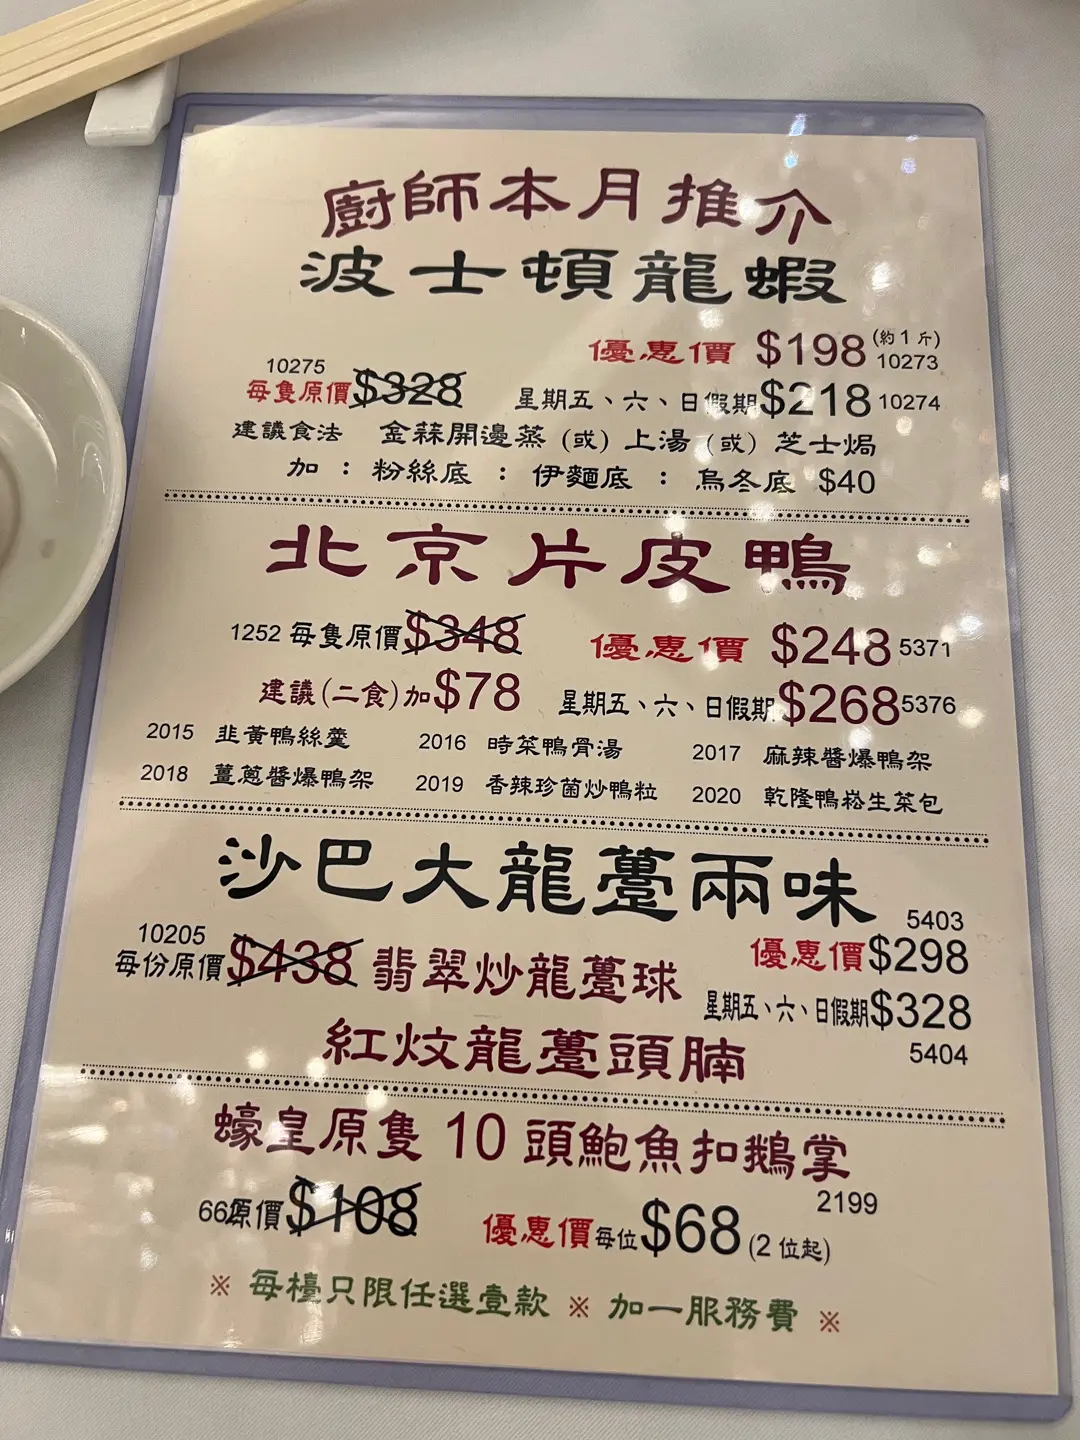 廚師本月推介
波士頓龍蝦
優惠價 $198 (約1斤) 10273
10275
每隻原價$328 星期五、六、日假期$218 10274
建議食法 金蒜開邊蒸(或)上湯(或)芝士焗
加：粉絲底：伊麵底：烏冬底 $40
北京片皮鴨
1252 每隻原價$348 優惠價 $248 5371
建議(二食)加$78 星期五、六、日假期$268 5376
2015 韭黃鴨絲羹 2016 時菜鴨骨湯 2017 麻辣醬爆鴨架
2018 薑蔥醬爆鴨架 2019 香辣珍菌炒鴨粒 2020 乾隆鴨崧生菜包
沙巴大龍躉兩味
5403
10205
每份原價$438 翡翠炒龍躉球 優惠價$298
星期五、六、日假期$328
紅炆龍躉頭腩 5404
蠔皇原隻10頭鮑魚扣鵝掌
2199
662原價$108 優惠價每位$68(2位起)
※ 每檯只限任選壹款 ※ 加一服務費 ※